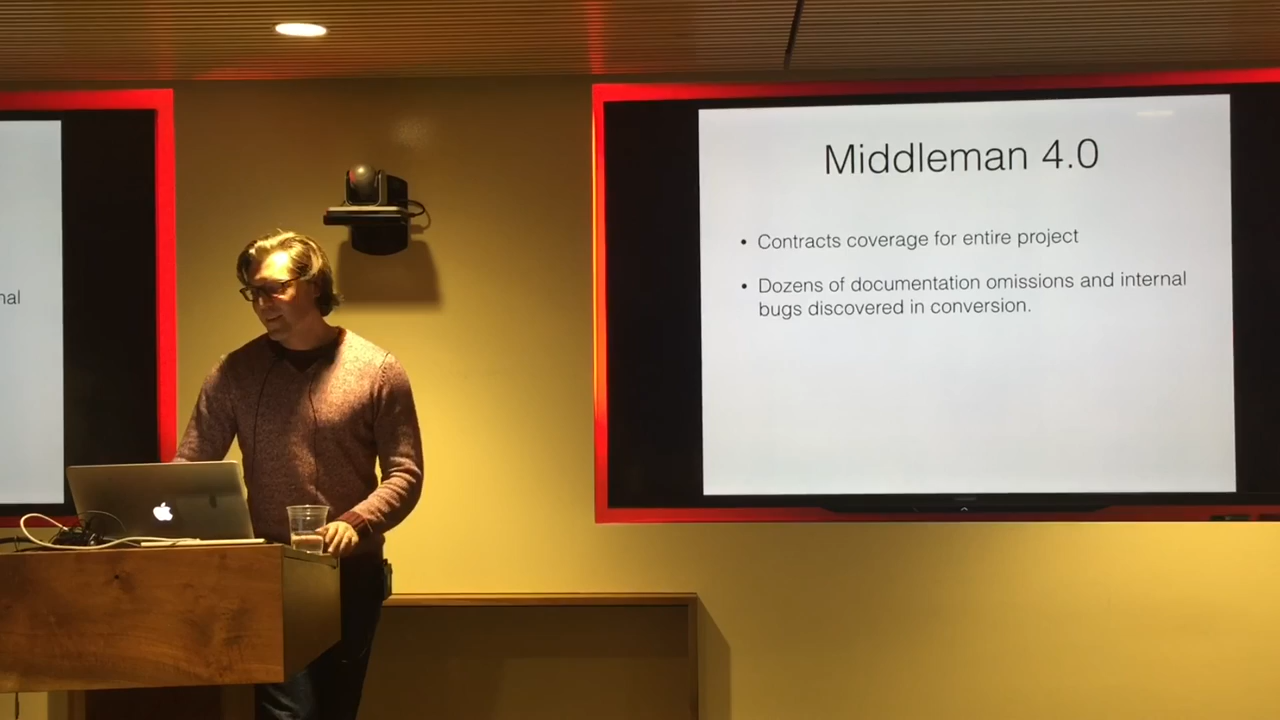 Middleman 4.0
• Contracts coverage for entire project
• Dozens of documentation omissions and internal
bugs discovered in conversion.
nal